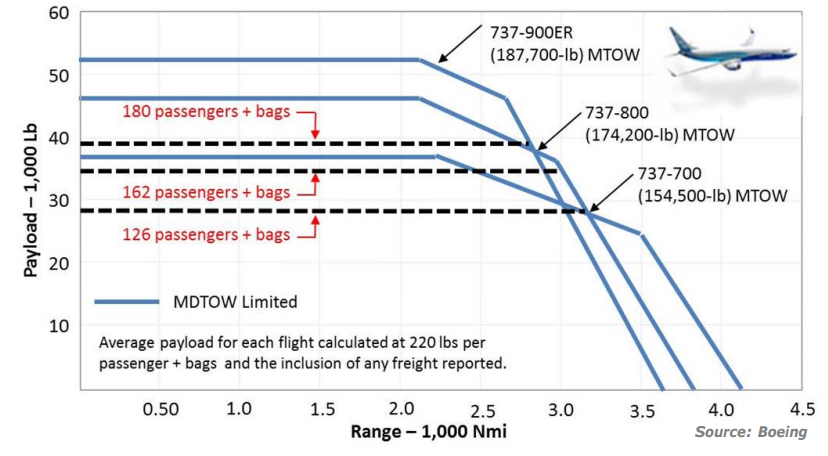 60
50
40
30
20
10
Payload – 1,000 Lb
737-900ER
(187,700-lb) MTOW
180 passengers + bags
737-800
(174,200-lb) MTOW
737-700
(154,500-lb) MTOW
162 passengers + bags
126 passengers + bags
MDTOW Limited
Average payload for each flight calculated at 220 lbs per
passenger + bags and the inclusion of any freight reported.
0.50 1.0 1.5 2.0 2.5 3.0 3.5 4.0 4.5
Range – 1,000 Nmi
Source: Boeing